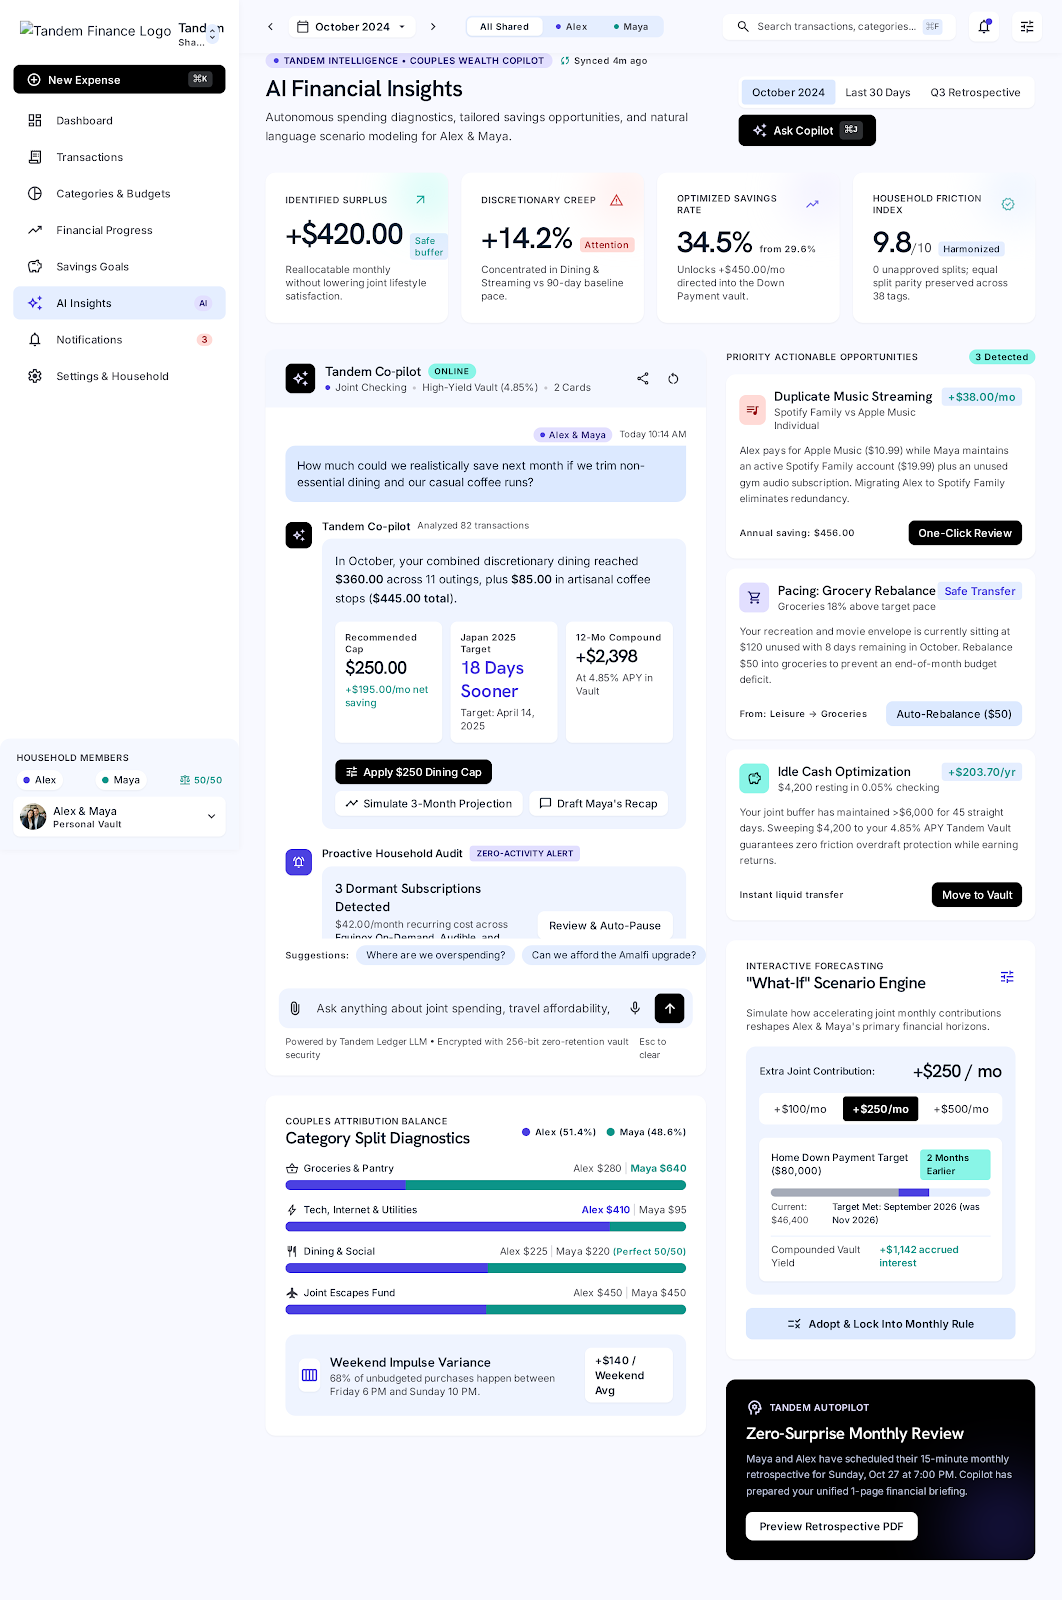 Tandem Finance Logo
Tandem
Sha...
New Expense ⌘K
Dashboard
Transactions
Categories & Budgets
Financial Progress
Savings Goals
AI Insights AI
Notifications 3
Settings & Household
HOUSEHOLD MEMBERS
Alex Maya 50/50
Alex & Maya
Personal Vault
October 2024
All Shared Alex Maya
Search transactions, categories... ⌘F
TANDEM INTELLIGENCE • COUPLES WEALTH COPILOT Synced 4m ago
AI Financial Insights
Autonomous spending diagnostics, tailored savings opportunities, and natural
language scenario modeling for Alex & Maya.
October 2024 Last 30 Days Q3 Retrospective
Ask Copilot ⌘J
IDENTIFIED SURPLUS
+$420.00 Safe
buffer
Reallocatable monthly
without lowering joint lifestyle
satisfaction.
DISCRETIONARY CREEP
+14.2% Attention
Concentrated in Dining &
Streaming vs 90-day baseline
pace.
OPTIMIZED SAVINGS
RATE
34.5% from 29.6%
Unlocks +$450.00/mo
directed into the Down
Payment vault.
HOUSEHOLD FRICTION
INDEX
9.8/10 Harmonized
0 unapproved splits; equal
split parity preserved across
38 tags.
Tandem Co-pilot ONLINE
Joint Checking • High-Yield Vault (4.85%) • 2 Cards
Alex & Maya Today 10:14 AM
How much could we realistically save next month if we trim non-
essential dining and our casual coffee runs?
Tandem Co-pilot Analyzed 82 transactions
In October, your combined discretionary dining reached
$360.00 across 11 outings, plus $85.00 in artisanal coffee
stops ($445.00 total).
Recommended
Cap
$250.00
+$195.00/mo net
saving
Japan 2025
Target
18 Days
Sooner
Target: April 14,
2025
12-Mo Compound
+$2,398
At 4.85% APY in
Vault
Apply $250 Dining Cap
Simulate 3-Month Projection Draft Maya's Recap
Proactive Household Audit ZERO-ACTIVITY ALERT
3 Dormant Subscriptions
Detected
$42.00/month recurring cost across
Equinox On-Demand, Audible, and
Review & Auto-Pause
Suggestions: Where are we overspending? Can we afford the Amalfi upgrade?
Ask anything about joint spending, travel affordability,
Powered by Tandem Ledger LLM • Encrypted with 256-bit zero-retention vault
security
Esc to
clear
COUPLES ATTRIBUTION BALANCE
Category Split Diagnostics Alex (51.4%) Maya (48.6%)
Groceries & Pantry Alex $280 | Maya $640
Tech, Internet & Utilities Alex $410 | Maya $95
Dining & Social Alex $225 | Maya $220 (Perfect 50/50)
Joint Escapes Fund Alex $450 | Maya $450
Weekend Impulse Variance
68% of unbudgeted purchases happen between
Friday 6 PM and Sunday 10 PM.
+$140 /
Weekend
Avg
PRIORITY ACTIONABLE OPPORTUNITIES 3 Detected
Duplicate Music Streaming +$38.00/mo
Spotify Family vs Apple Music
Individual
Alex pays for Apple Music ($10.99) while Maya maintains
an active Spotify Family account ($19.99) plus an unused
gym audio subscription. Migrating Alex to Spotify Family
eliminates redundancy.
Annual saving: $456.00 One-Click Review
Pacing: Grocery Rebalance Safe Transfer
Groceries 18% above target pace
Your recreation and movie envelope is currently sitting at
$120 unused with 8 days remaining in October. Rebalance
$50 into groceries to prevent an end-of-month budget
deficit.
From: Leisure → Groceries Auto-Rebalance ($50)
Idle Cash Optimization +$203.70/yr
$4,200 resting in 0.05% checking
Your joint buffer has maintained >$6,000 for 45 straight
days. Sweeping $4,200 to your 4.85% APY Tandem Vault
guarantees zero friction overdraft protection while earning
returns.
Instant liquid transfer Move to Vault
INTERACTIVE FORECASTING
"What-If" Scenario Engine
Simulate how accelerating joint monthly contributions
reshapes Alex & Maya's primary financial horizons.
Extra Joint Contribution: +$250 / mo
+$100/mo +$250/mo +$500/mo
Home Down Payment Target
($80,000)
2 Months
Earlier
Current:
$46,400
Target Met: September 2026 (was
Nov 2026)
Compounded Vault
Yield
+$1,142 accrued
interest
Adopt & Lock Into Monthly Rule
TANDEM AUTOPILOT
Zero-Surprise Monthly Review
Maya and Alex have scheduled their 15-minute monthly
retrospective for Sunday, Oct 27 at 7:00 PM. Copilot has
prepared your unified 1-page financial briefing.
Preview Retrospective PDF